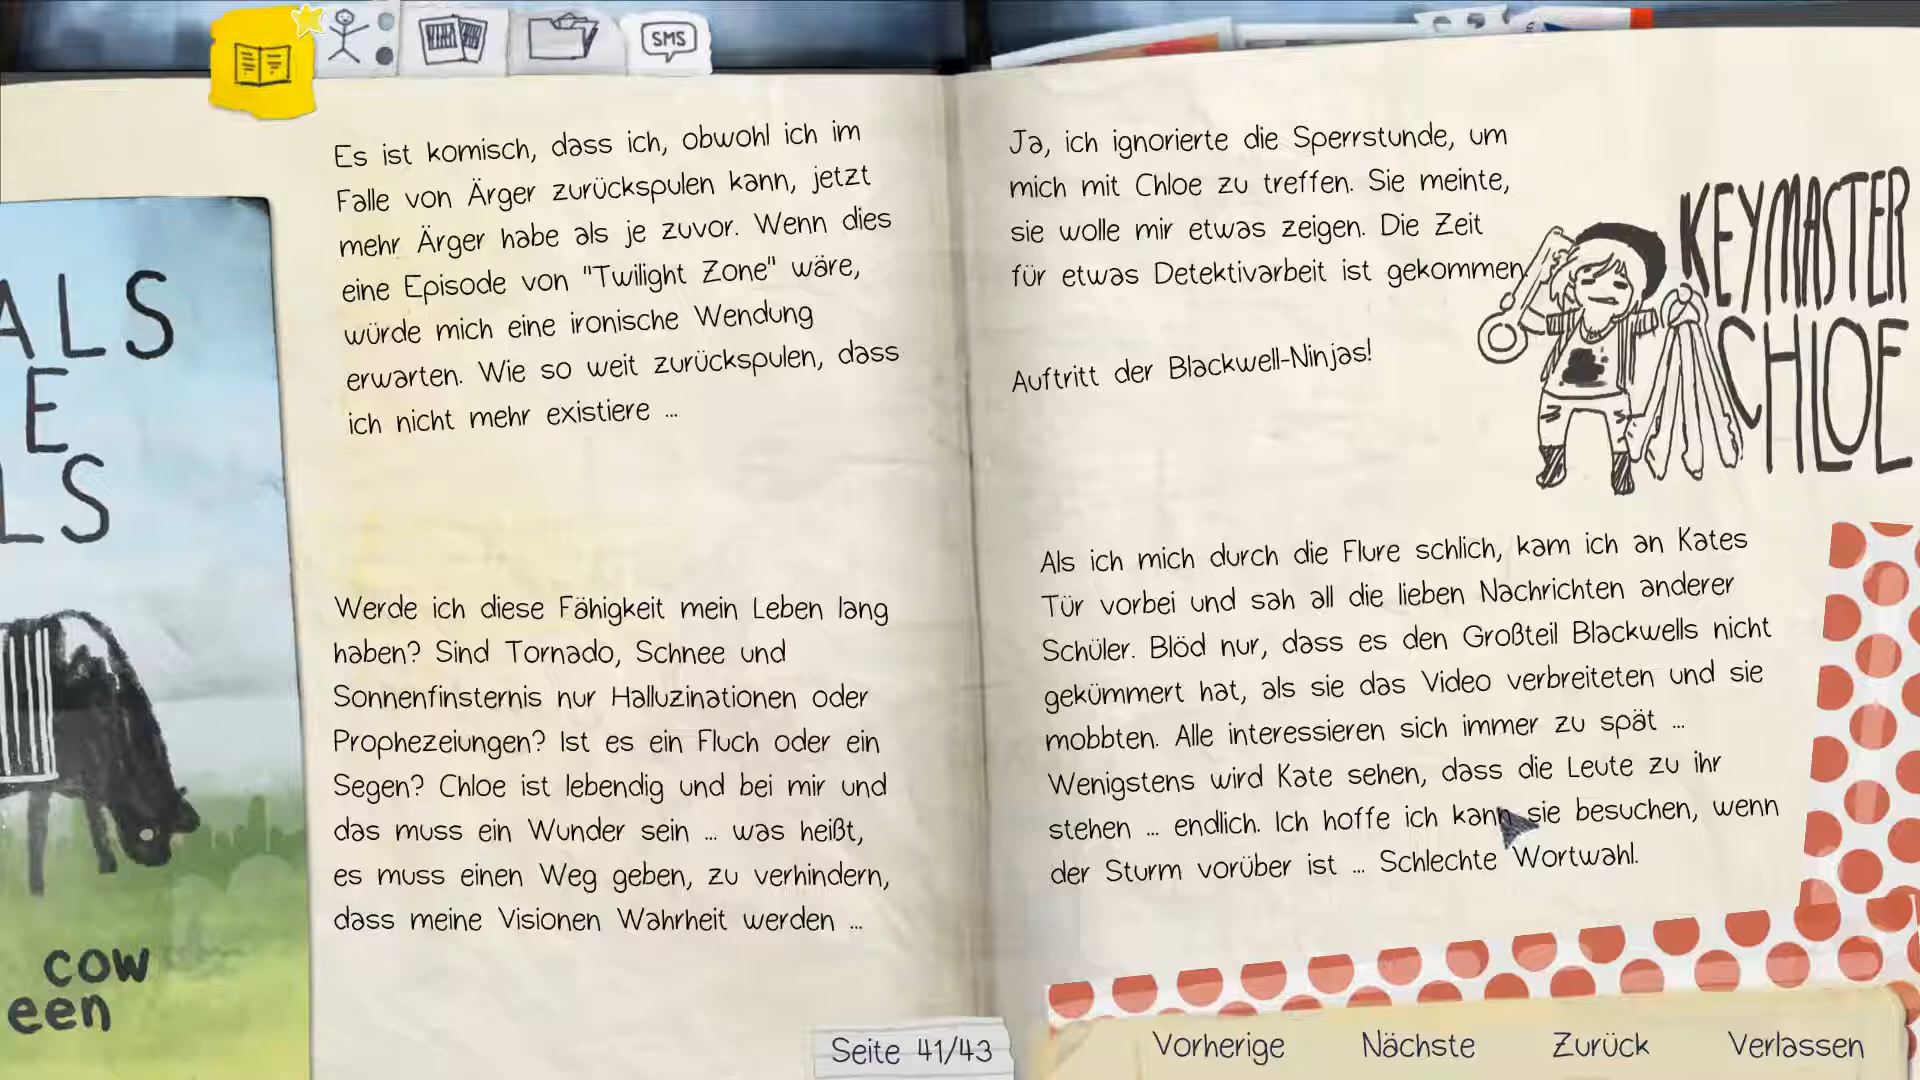 SMS
ALS
E
LS
cow
een
Es ist komisch, dass ich, obwohl ich im
Falle von Ärger zurückspulen kann, jetzt
mehr Ärger habe als je zuvor. Wenn dies
eine Episode von "Twilight Zone" wäre,
würde mich eine ironische Wendung
erwarten. Wie so weit zurückspulen, dass
ich nicht mehr existiere ...
Werde ich diese Fähigkeit mein Leben lang
haben? Sind Tornado, Schnee und
Sonnenfinsternis nur Halluzinationen oder
Prophezeiungen? Ist es ein Fluch oder ein
Segen? Chloe ist lebendig und bei mir und
das muss ein Wunder sein ... was heißt,
es muss einen Weg geben, zu verhindern,
dass meine Visionen Wahrheit werden ...
Ja, ich ignorierte die Sperrstunde, um
mich mit Chloe zu treffen. Sie meinte,
sie wolle mir etwas zeigen. Die Zeit
für etwas Detektivarbeit ist gekommen
Auftritt der Blackwell-Ninjas!
KEYMASTER
CHLOE
Als ich mich durch die Flure schlich, kam ich an Kates
Tür vorbei und sah all die lieben Nachrichten anderer
Schüler. Blöd nur, dass es den Großteil Blackwells nicht
gekümmert hat, als sie das Video verbreiteten und sie
mobbten. Alle interessieren sich immer zu spät ...
Wenigstens wird Kate sehen, dass die Leute zu ihr
stehen ... endlich. Ich hoffe ich kann sie besuchen, wenn
der Sturm vorüber ist ... Schlechte Wortwahl.
Seite 41/43
Vorherige Nächste Zurück Verlassen